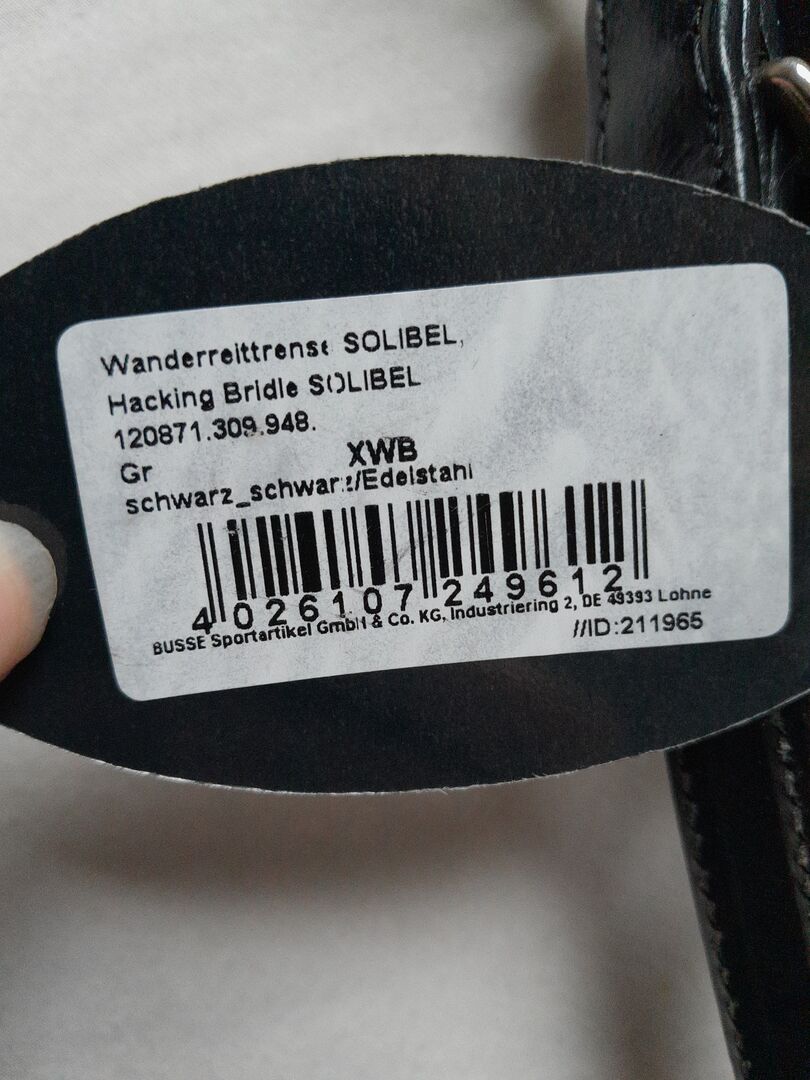 Wanderreittrense SOLIBEL,
Hacking Bridle SOLIBEL
120871.309.948.
Gr XWB
schwarz_schwarz/Edelstahl
4 026107 249612
BUSSE Sportartikel GmbH & Co. KG, Industriering 2, DE 49393 Lohne
//ID:211965